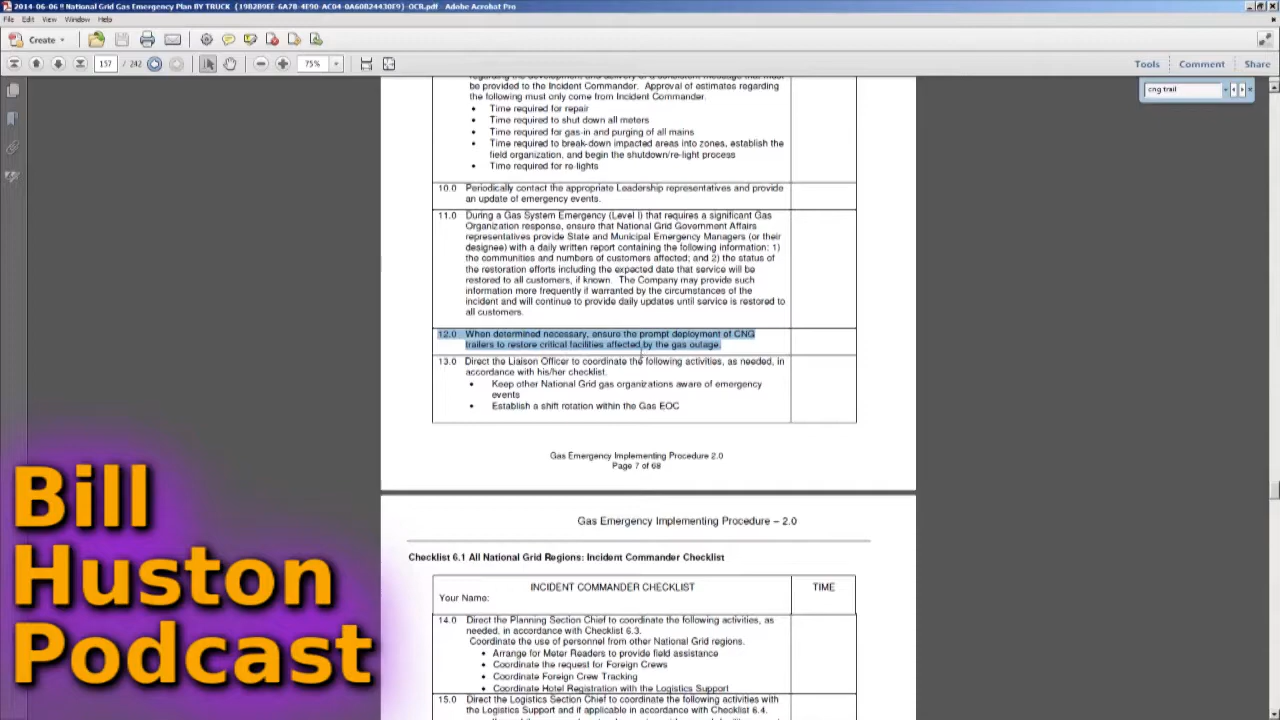 2014-06-06 !! National Grid Gas Emergency Plan BY TRUCK {19B2B9EE-6A7B-4F90-AC04-0A60824430F9}-OCR.pdf - Adobe Acrobat Pro
File Edit View Window Help
Create
157 / 242 75% Tools Comment Share
cng trail
regarding the development and delivery of a consistent message that must
be provided to the Incident Commander. Approval of estimates regarding
the following must only come from Incident Commander.
• Time required for repair
• Time required to shut down all meters
• Time required for gas-in and purging of all mains
• Time required to break-down impacted areas into zones, establish the
field organization, and begin the shutdown/re-light process
• Time required for re-lights
10.0 Periodically contact the appropriate Leadership representatives and provide
an update of emergency events.
11.0 During a Gas System Emergency (Level I) that requires a significant Gas
Organization response, ensure that National Grid Government Affairs
representatives provide State and Municipal Emergency Managers (or their
designee) with a daily written report containing the following information: 1)
the communities and numbers of customers affected; and 2) the status of
the restoration efforts including the expected date that service will be
restored to all customers, if known. The Company may provide such
information more frequently if warranted by the circumstances of the
incident and will continue to provide daily updates until service is restored to
all customers.
12.0 When determined necessary, ensure the prompt deployment of CNG
trailers to restore critical facilities affected by the gas outage.
13.0 Direct the Liaison Officer to coordinate the following activities, as needed, in
accordance with his/her checklist.
• Keep other National Grid gas organizations aware of emergency
events
• Establish a shift rotation within the Gas EOC
Gas Emergency Implementing Procedure 2.0
Page 7 of 68
Gas Emergency Implementing Procedure – 2.0
Checklist 6.1 All National Grid Regions: Incident Commander Checklist
INCIDENT COMMANDER CHECKLIST TIME
Your Name:
14.0 Direct the Planning Section Chief to coordinate the following activities, as
needed, in accordance with Checklist 6.3.
Coordinate the use of personnel from other National Grid regions.
• Arrange for Meter Readers to provide field assistance
• Coordinate the request for Foreign Crews
• Coordinate Foreign Crew Tracking
• Coordinate Hotel Registration with the Logistics Support
15.0 Direct the Logistics Section Chief to coordinate the following activities with
the Logistics Support and if applicable in accordance with Checklist 6.4.
Bill
Huston
Podcast